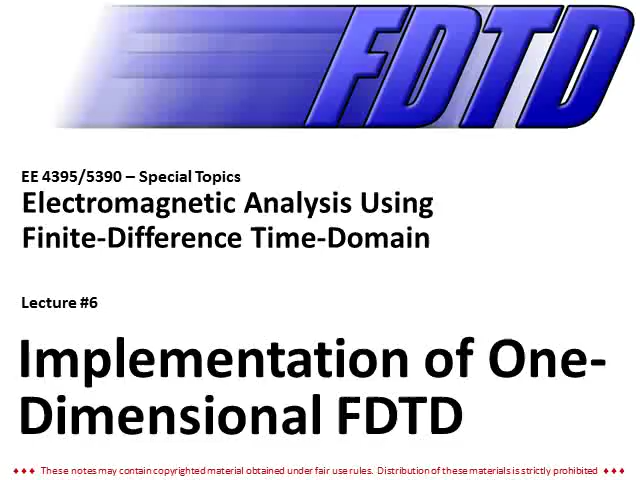 FDTD
EE 4395/5390 – Special Topics
Electromagnetic Analysis Using
Finite-Difference Time-Domain
Lecture #6
Implementation of One-
Dimensional FDTD
♦♦♦ These notes may contain copyrighted material obtained under fair use rules. Distribution of these materials is strictly prohibited ♦♦♦